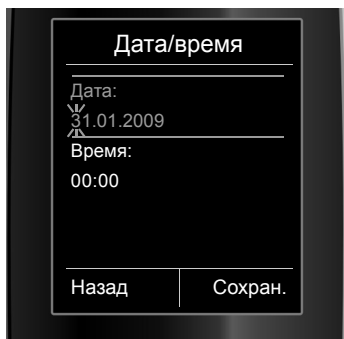 Дата/время
Дата:
31.01.2009
Время:
00:00
Назад
Сохран.